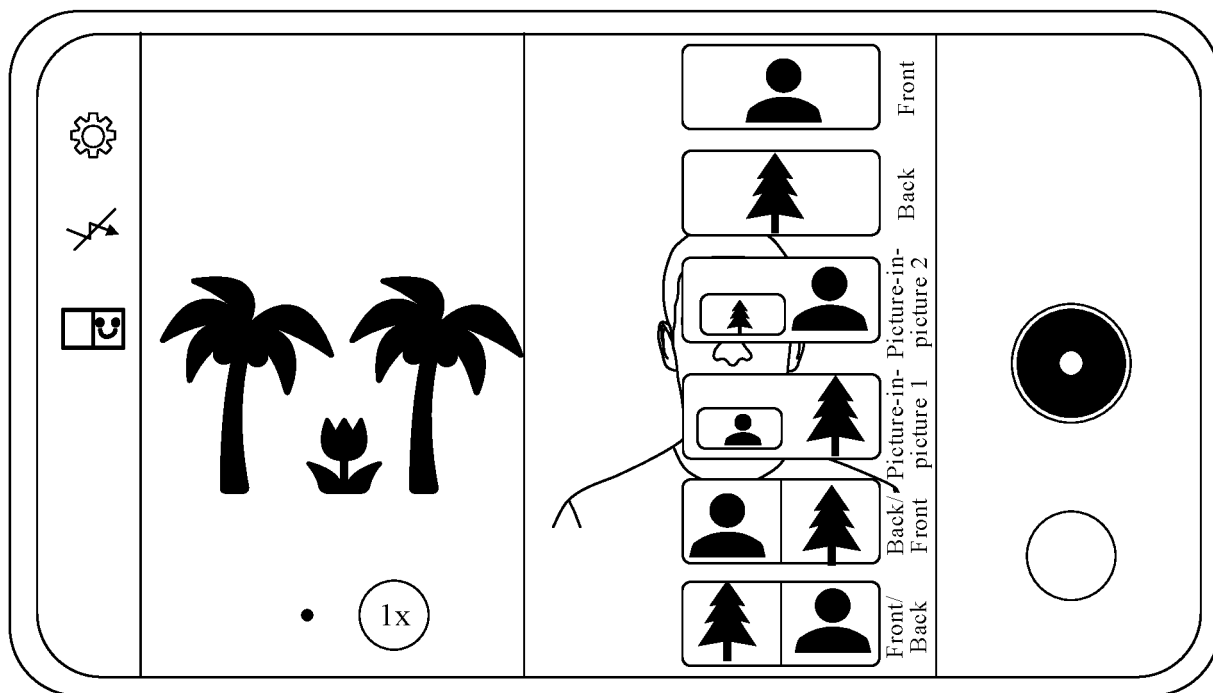 Front
Back
Picture-in-
picture 2
Picture-in-
picture 1
Back/
Front
Front/
Back
1x